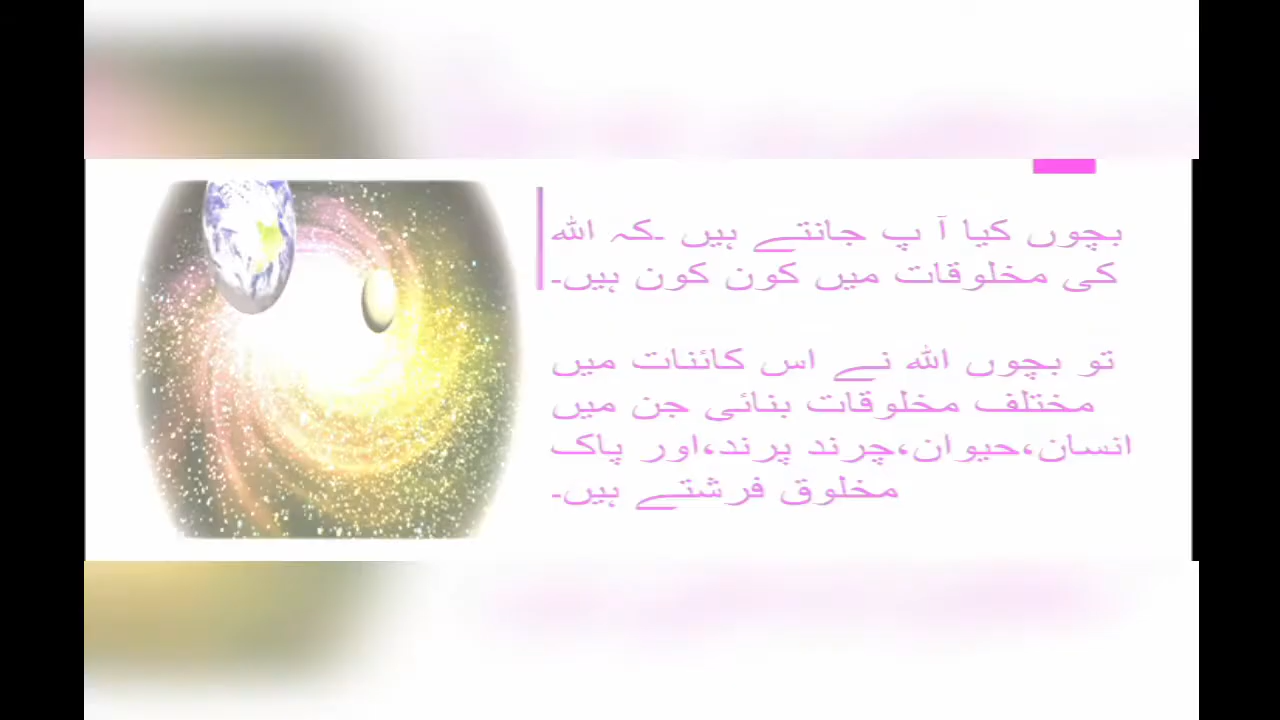 بچوں کیا آ پ جانتے ہیں ۔کہ اللہ
کی مخلوقات میں کون کون ہیں۔
تو بچوں اللہ نے اس کائنات میں
مختلف مخلوقات بنائی جن میں
انسان،حیوان،چرند پرند،اور پاک
مخلوق فرشتے ہیں۔